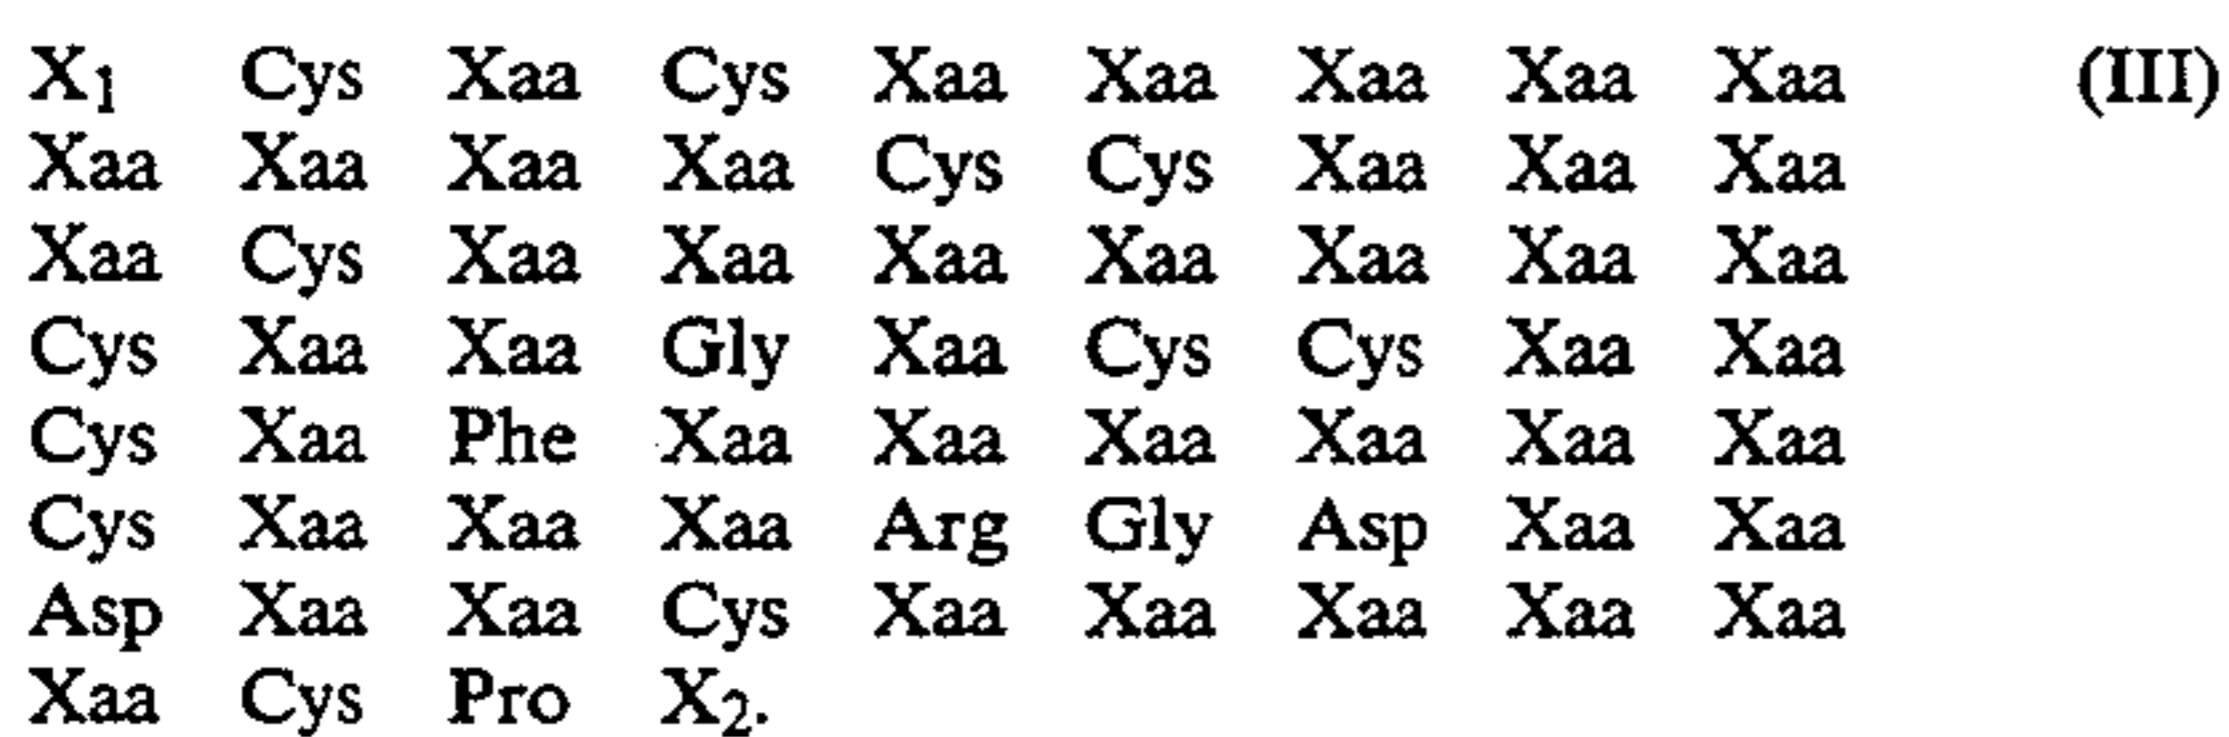 X₁ Cys Xaa Cys Xaa Xaa Xaa Xaa Xaa (III)
Xaa Xaa Xaa Xaa Cys Cys Xaa Xaa Xaa
Xaa Cys Xaa Xaa Xaa Xaa Xaa Xaa Xaa
Cys Xaa Xaa Gly Xaa Cys Cys Xaa Xaa
Cys Xaa Phe Xaa Xaa Xaa Xaa Xaa Xaa
Cys Xaa Xaa Xaa Arg Gly Asp Xaa Xaa
Asp Xaa Xaa Cys Xaa Xaa Xaa Xaa Xaa
Xaa Cys Pro X₂.